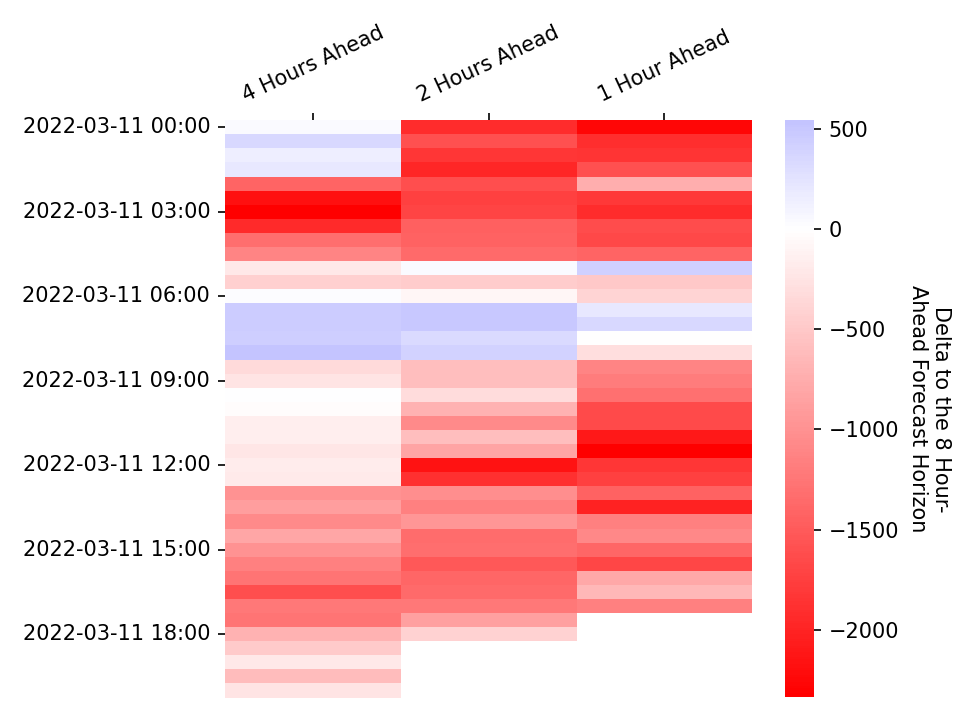 4 Hours Ahead
2 Hours Ahead
1 Hour Ahead
2022-03-11 00:00
2022-03-11 03:00
2022-03-11 06:00
2022-03-11 09:00
2022-03-11 12:00
2022-03-11 15:00
2022-03-11 18:00
500
0
−500
−1000
−1500
−2000
Delta to the 8 Hour-
Ahead Forecast Horizon